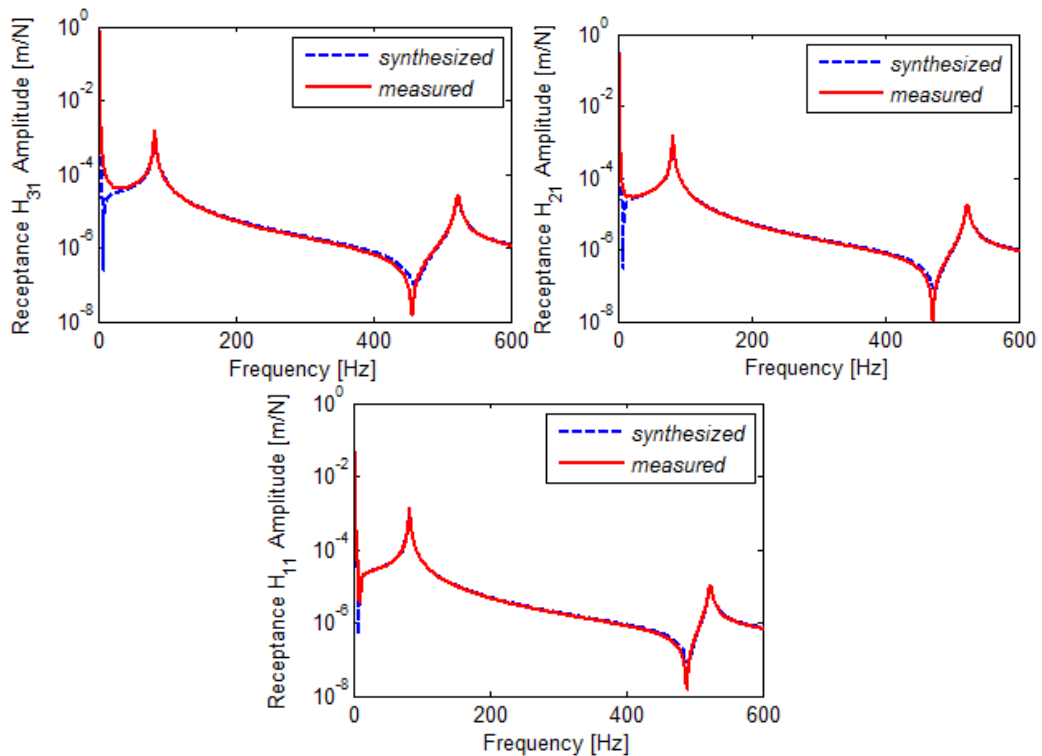 Receptance H31 Amplitude [m/N]
10^0
10^-2
10^-4
10^-6
10^-8
0 200 400 600
Frequency [Hz]
synthesized
measured
Receptance H21 Amplitude [m/N]
10^0
10^-2
10^-4
10^-6
10^-8
0 200 400 600
Frequency [Hz]
synthesized
measured
Receptance H11 Amplitude [m/N]
10^0
10^-2
10^-4
10^-6
10^-8
0 200 400 600
Frequency [Hz]
synthesized
measured